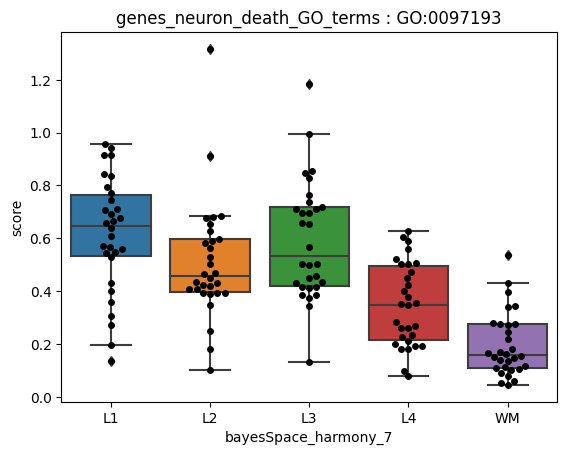 genes_neuron_death_GO_terms : GO:0097193
score
1.2
1.0
0.8
0.6
0.4
0.2
0.0
L1 L2 L3 L4 WM
bayesSpace_harmony_7